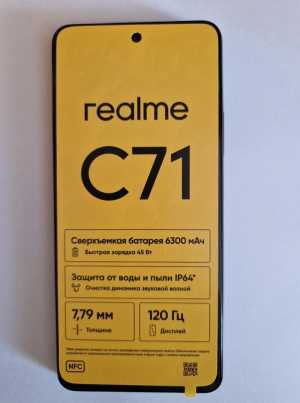 realme
C71
Сверхъемкая батарея 6300 мАч
Быстрая зарядка 45 Вт
Защита от воды и пыли IP64*
Очистка динамика звуковой волной
7,79 мм
Толщина
120 Гц
Дисплей
NFC